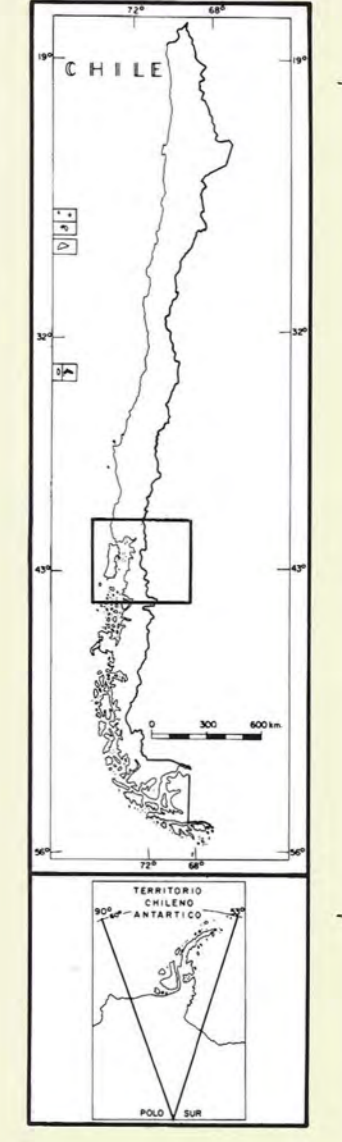 72° 68°
19° 19°
CHILE
32° 32°
43° 43°
0 300 600 km.
56° 56°
72° 68°
TERRITORIO
CHILENO
ANTARTICO
90° 60° 53°
POLO SUR